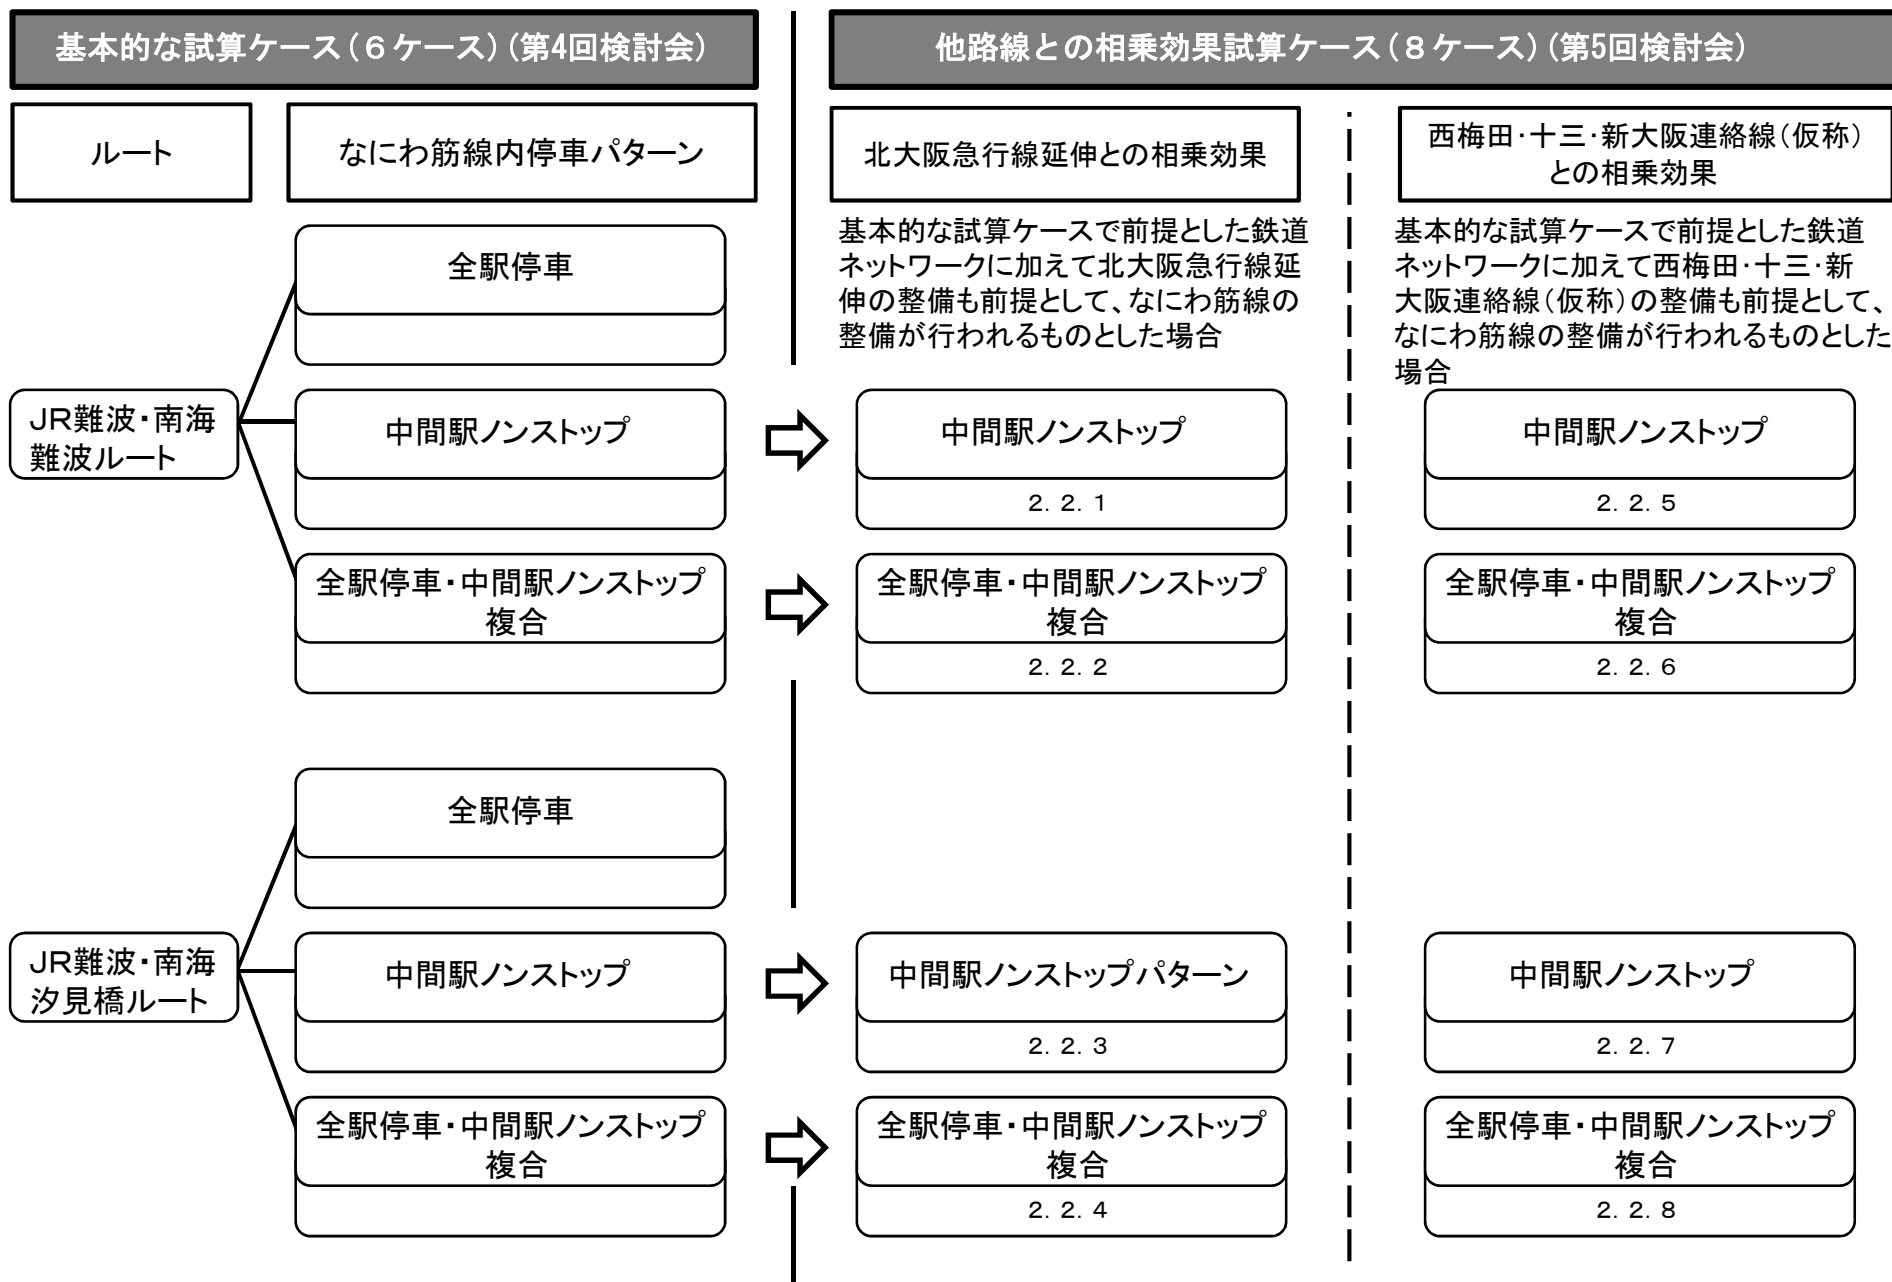 基本的な試算ケース（６ケース）（第4回検討会）
他路線との相乗効果試算ケース（８ケース）（第5回検討会）
ルート
なにわ筋線内停車パターン
北大阪急行線延伸との相乗効果
西梅田・十三・新大阪連絡線（仮称）
との相乗効果
基本的な試算ケースで前提とした鉄道
ネットワークに加えて北大阪急行線延
伸の整備も前提として、なにわ筋線の
整備が行われるものとした場合
基本的な試算ケースで前提とした鉄道
ネットワークに加えて西梅田・十三・新
大阪連絡線（仮称）の整備も前提として、
なにわ筋線の整備が行われるものとした
場合
ＪＲ難波・南海
難波ルート
全駅停車
中間駅ノンストップ
中間駅ノンストップ
２．２．１
中間駅ノンストップ
２．２．５
全駅停車・中間駅ノンストップ
複合
全駅停車・中間駅ノンストップ
複合
２．２．２
全駅停車・中間駅ノンストップ
複合
２．２．６
ＪＲ難波・南海
汐見橋ルート
全駅停車
中間駅ノンストップ
中間駅ノンストップパターン
２．２．３
中間駅ノンストップ
２．２．７
全駅停車・中間駅ノンストップ
複合
全駅停車・中間駅ノンストップ
複合
２．２．４
全駅停車・中間駅ノンストップ
複合
２．２．８